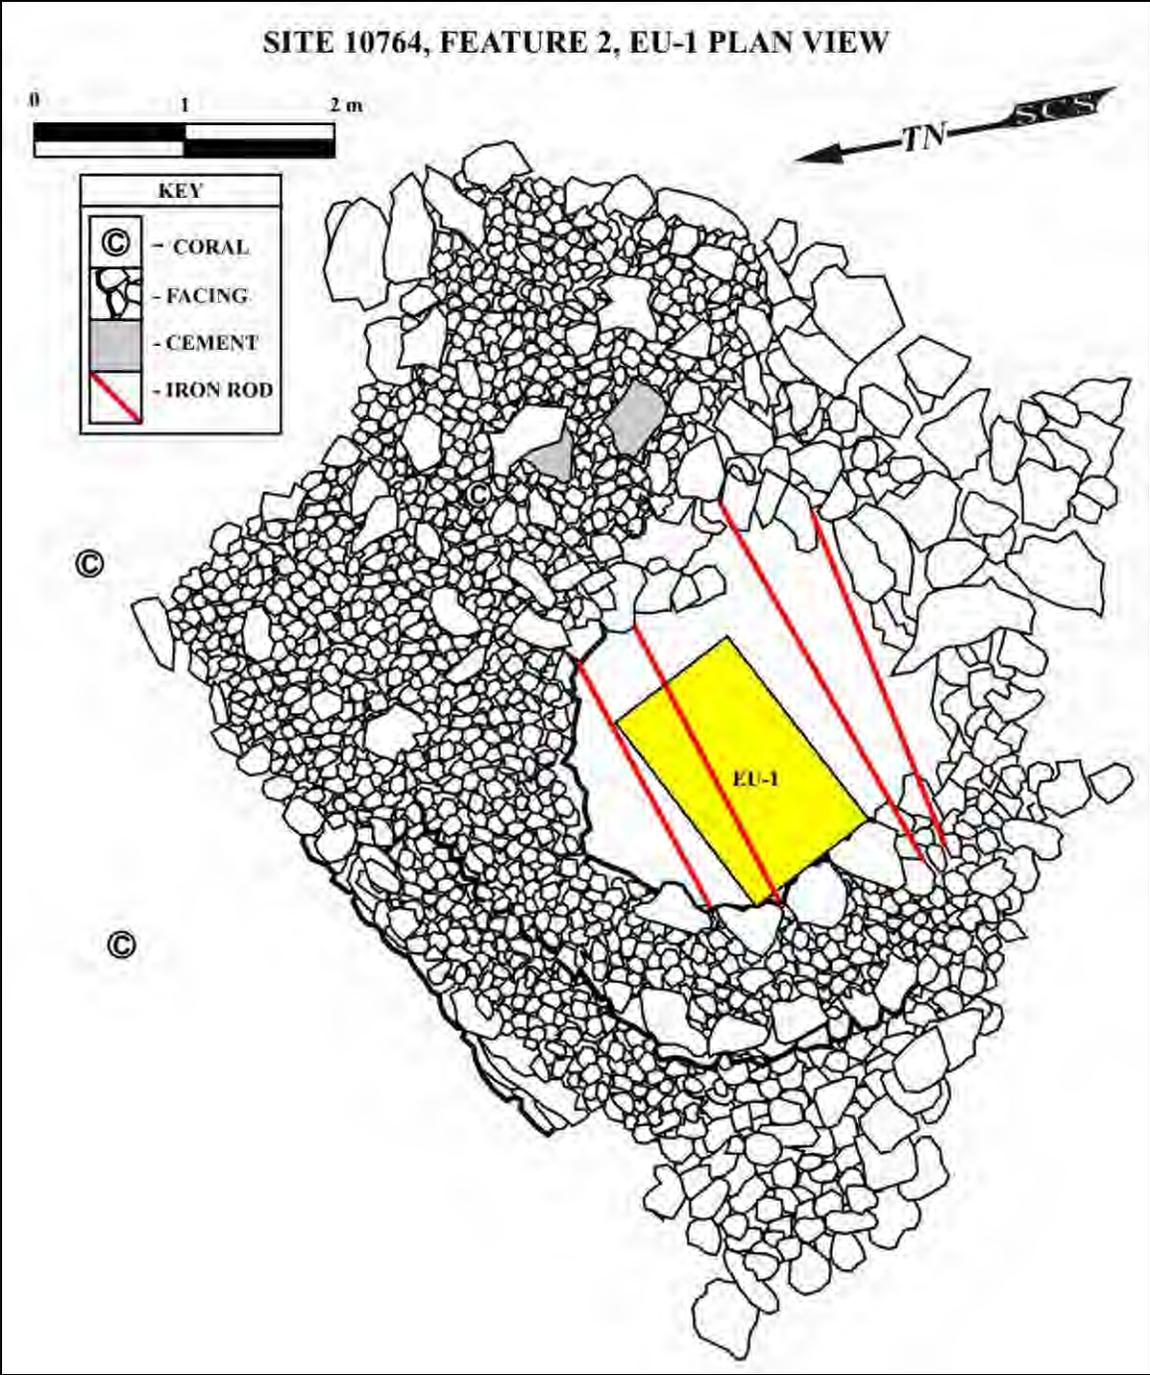 SITE 10764, FEATURE 2, EU-1 PLAN VIEW
0 1 2 m
SCS
TN
KEY
© - CORAL
- FACING
- CEMENT
- IRON ROD
©
©
EU-1
©